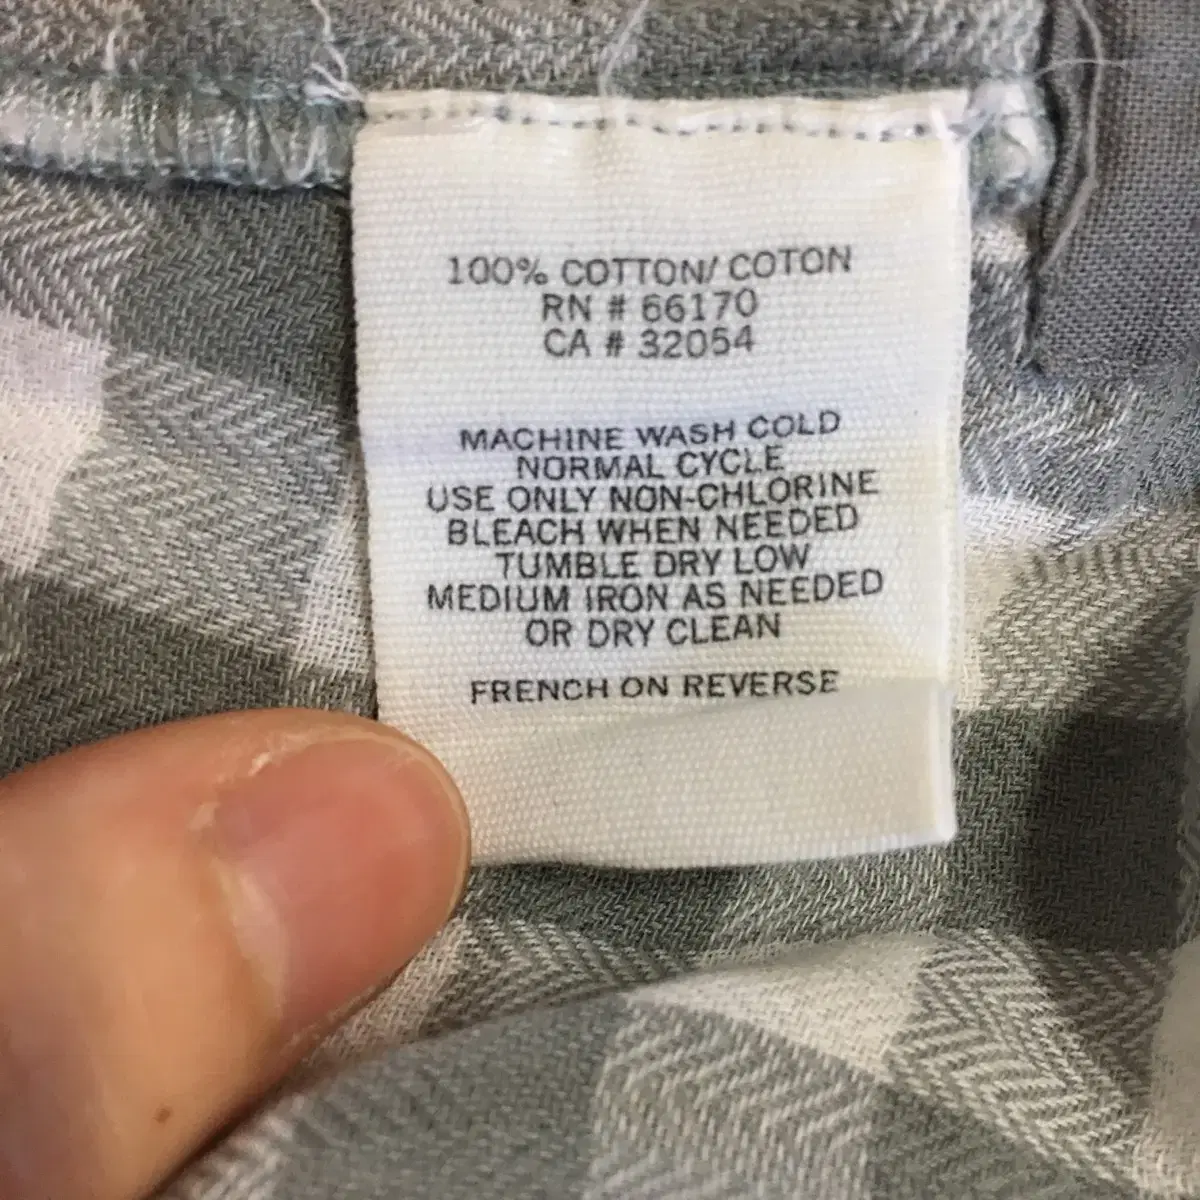 100% COTTON/ COTON
RN # 66170
CA # 32054
MACHINE WASH COLD
NORMAL CYCLE
USE ONLY NON-CHLORINE
BLEACH WHEN NEEDED
TUMBLE DRY LOW
MEDIUM IRON AS NEEDED
OR DRY CLEAN
FRENCH ON REVERSE